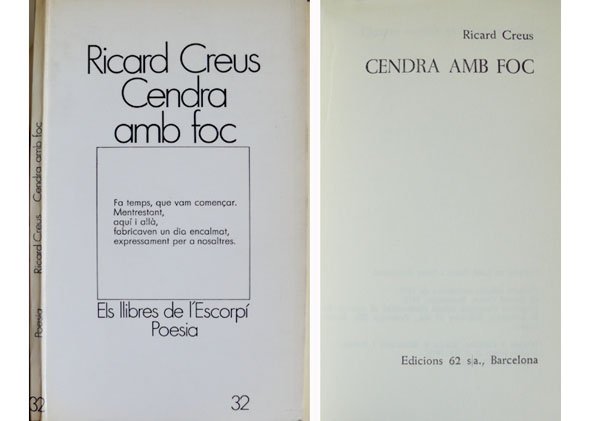 Ricard Creus
Cendra
amb foc
Fa temps, que vam començar.
Mentrestant,
aquí i allà,
fabricaven un dia encalmat,
expressament per a nosaltres.
Els llibres de l'Escorpí
Poesia
32
32 Poesia Ricard Creus Cendra amb foc
Ricard Creus
CENDRA AMB FOC
Edicions 62 s|a., Barcelona